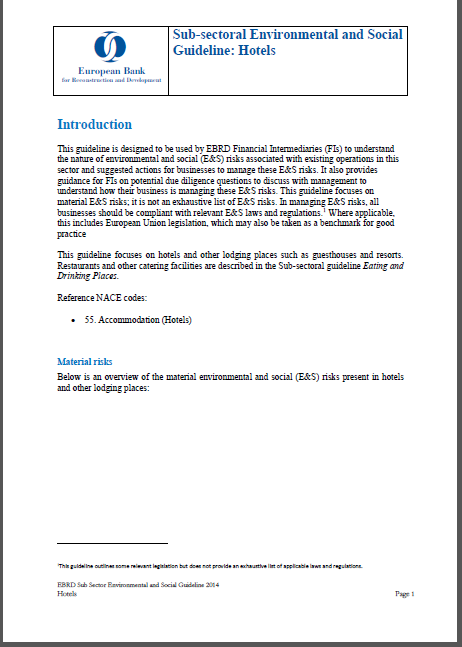 European Bank
for Reconstruction and Development
Sub-sectoral Environmental and Social
Guideline: Hotels
Introduction
This guideline is designed to be used by EBRD Financial Intermediaries (FIs) to understand
the nature of environmental and social (E&S) risks associated with existing operations in this
sector and suggested actions for businesses to manage these E&S risks. It also provides
guidance for FIs on potential due diligence questions to discuss with management to
understand how their business is managing these E&S risks. This guideline focuses on
material E&S risks; it is not an exhaustive list of E&S risks. In managing E&S risks, all
businesses should be compliant with relevant E&S laws and regulations.¹ Where applicable,
this includes European Union legislation, which may also be taken as a benchmark for good
practice
This guideline focuses on hotels and other lodging places such as guesthouses and resorts.
Restaurants and other catering facilities are described in the Sub-sectoral guideline Eating and
Drinking Places.
Reference NACE codes:
• 55. Accommodation (Hotels)
Material risks
Below is an overview of the material environmental and social (E&S) risks present in hotels
and other lodging places:
¹This guideline outlines some relevant legislation but does not provide an exhaustive list of applicable laws and regulations.
EBRD Sub Sector Environmental and Social Guideline 2014
Hotels Page 1